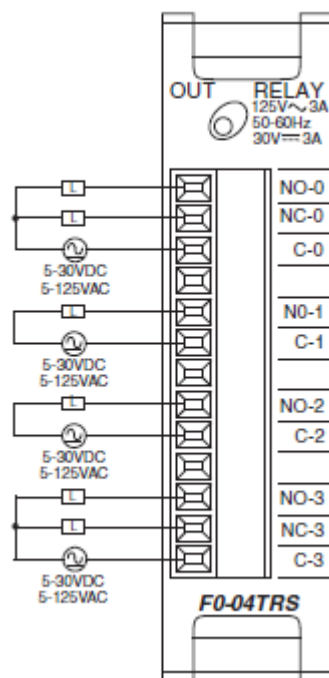 OUT RELAY
125V~3A
50-60Hz
30V⎓3A
L NO-0
L NC-0
C-0
5-30VDC
5-125VAC
L N0-1
C-1
5-30VDC
5-125VAC
L NO-2
C-2
5-30VDC
5-125VAC
L NO-3
L NC-3
C-3
5-30VDC
5-125VAC
F0-04TRS